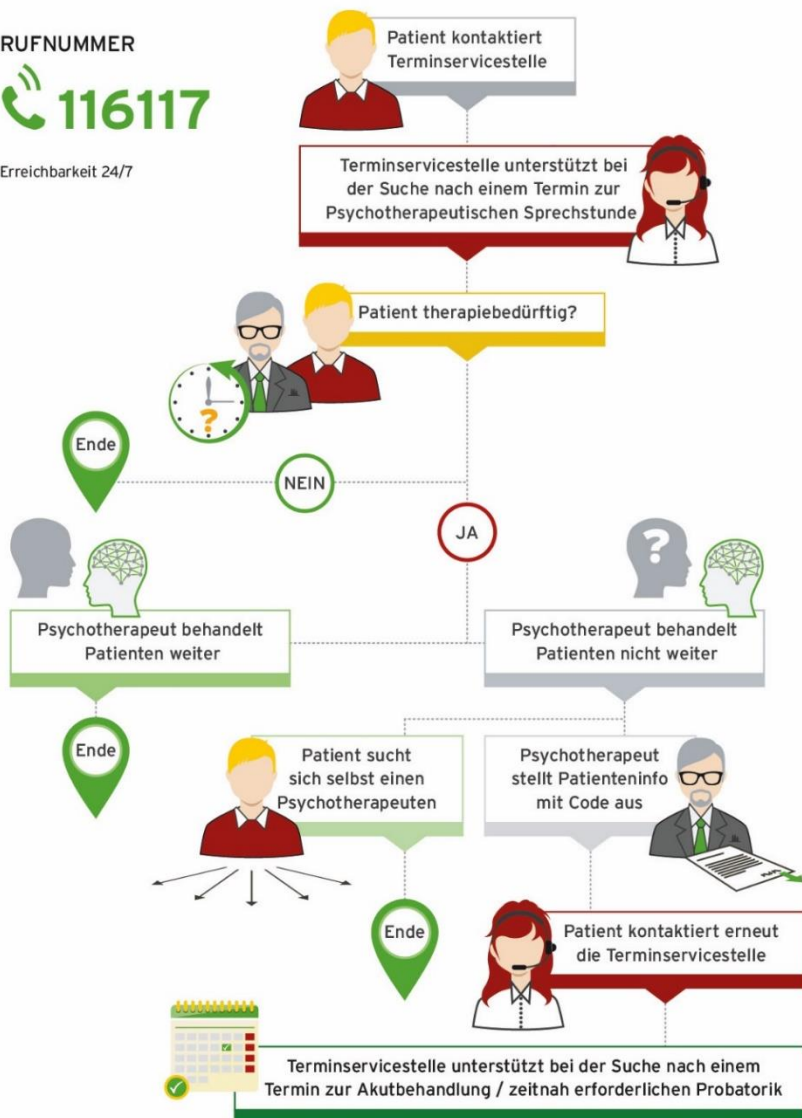 RUFNUMMER
116117
Erreichbarkeit 24/7
Patient kontaktiert
Terminservicestelle
Terminservicestelle unterstützt bei
der Suche nach einem Termin zur
Psychotherapeutischen Sprechstunde
Patient therapiebedürftig?
?
Ende
NEIN
JA
?
Psychotherapeut behandelt
Patienten weiter
Psychotherapeut behandelt
Patienten nicht weiter
Ende
Patient sucht
sich selbst einen
Psychotherapeuten
Psychotherapeut
stellt Patienteninfo
mit Code aus
Ende
Patient kontaktiert erneut
die Terminservicestelle
Terminservicestelle unterstützt bei der Suche nach einem
Termin zur Akutbehandlung / zeitnah erforderlichen Probatorik